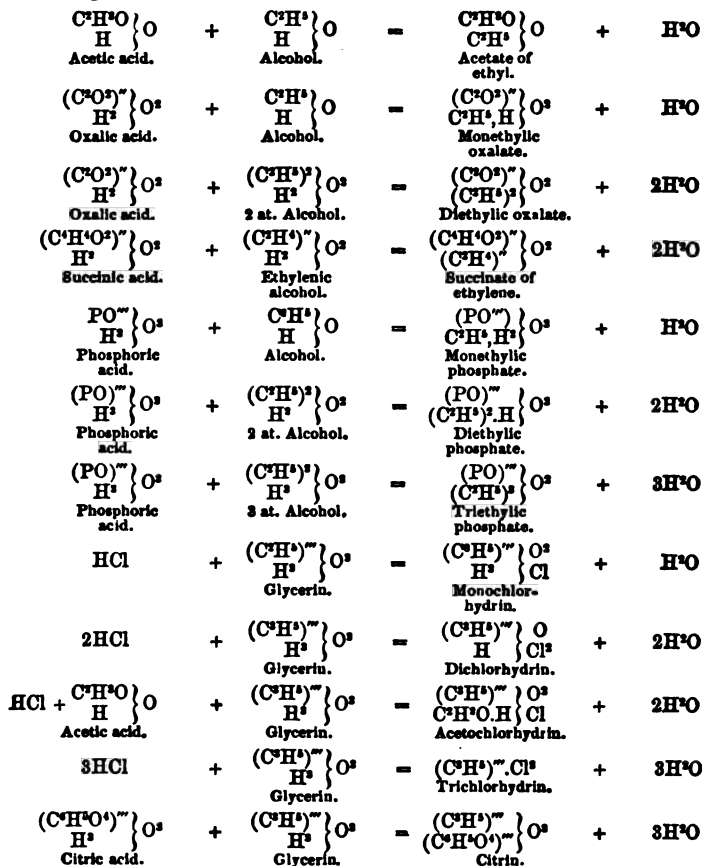 C²H³O / H } O + C²H⁵ / H } O = C²H³O / C²H⁵ } O + H²O
Acetic acid. Alcohol. Acetate of ethyl.
(C²O²)″ / H² } O² + C²H⁵ / H } O = (C²O²)″ / C²H⁵,H } O² + H²O
Oxalic acid. Alcohol. Monethylic oxalate.
(C²O²)″ / H² } O² + (C²H⁵)² / H² } O² = (C²O²)″ / (C²H⁵)² } O² + 2H²O
Oxalic acid. 2 at. Alcohol. Diethylic oxalate.
(C⁴H⁴O²)″ / H² } O² + (C²H⁴)″ / H² } O² = (C⁴H⁴O²)″ / (C²H⁴)″ } O² + 2H²O
Succinic acid. Ethylenic alcohol. Succinate of ethylene.
PO‴ / H³ } O³ + C²H⁵ / H } O = (PO‴) / C²H⁵,H² } O³ + H²O
Phosphoric acid. Alcohol. Monethylic phosphate.
(PO)‴ / H³ } O³ + (C²H⁵)² / H² } O² = (PO)‴ / (C²H⁵)².H } O³ + 2H²O
Phosphoric acid. 2 at. Alcohol. Diethylic phosphate.
(PO)‴ / H³ } O³ + (C²H⁵)³ / H³ } O³ = (PO)‴ / (C²H⁵)³ } O³ + 3H²O
Phosphoric acid. 3 at. Alcohol. Triethylic phosphate.
HCl + (C³H⁵)‴ / H³ } O³ = (C³H⁵)‴ / H² } O² / Cl + H²O
Glycerin. Monochlor-hydrin.
2HCl + (C³H⁵)‴ / H³ } O³ = (C³H⁵)‴ / H } O / Cl² + 2H²O
Glycerin. Dichlorhydrin.
HCl + C²H³O / H } O + (C³H⁵)‴ / H³ } O³ = (C³H⁵)‴ / C²H³O.H } O² / Cl + 2H²O
Acetic acid. Glycerin. Acetochlorhydrin.
3HCl + (C³H⁵)‴ / H³ } O³ = (C³H⁵)‴.Cl³ + 3H²O
Glycerin. Trichlorhydrin.
(C⁶H⁵O⁴)‴ / H³ } O³ + (C³H⁵)‴ / H³ } O³ = (C³H⁵)‴ / (C⁶H⁵O⁴)‴ } O³ + 3H²O
Citric acid. Glycerin. Citrin.